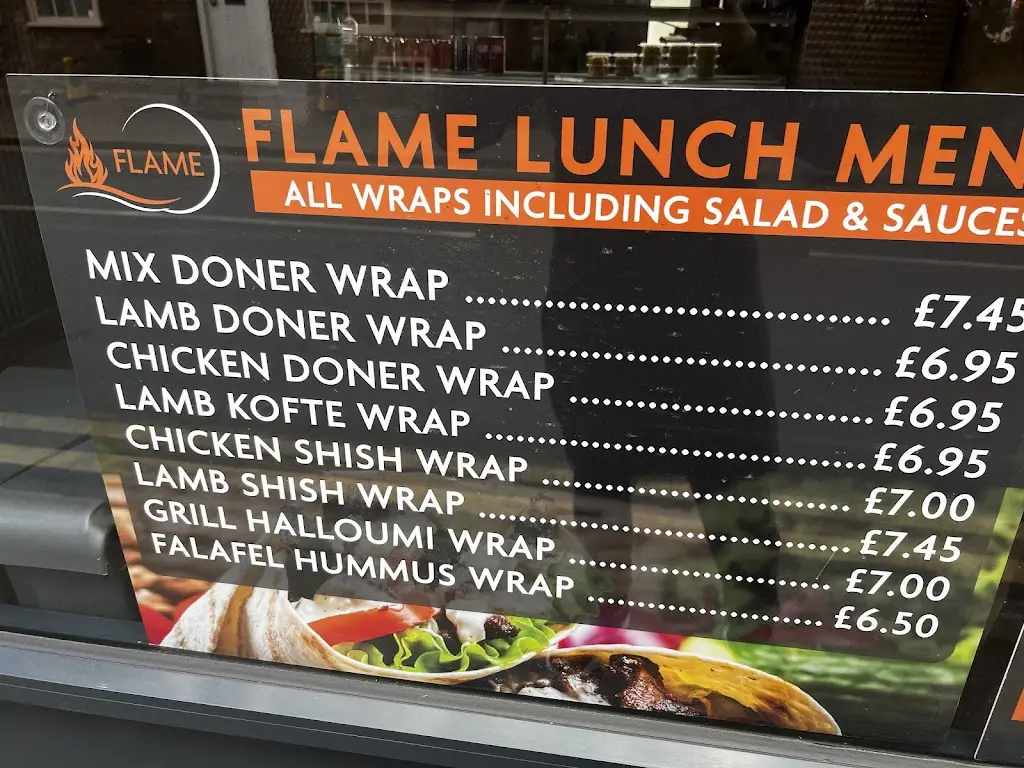 FLAME
FLAME LUNCH MEN
ALL WRAPS iNCLUDING SALAD & SAUCES
MIX DONER WRAP ........................................ £7.45
LAMB DONER WRAP ........................................ £6.95
CHICKEN DONER WRAP ................................ £6.95
LAMB KOFTE WRAP ........................................ £6.95
CHICKEN SHISH WRAP ................................ £7.00
LAMB SHISH WRAP ........................................ £7.45
GRILL HALLOUMI WRAP ............................ £7.00
FALAFEL HUMMUS WRAP ........................ £6.50